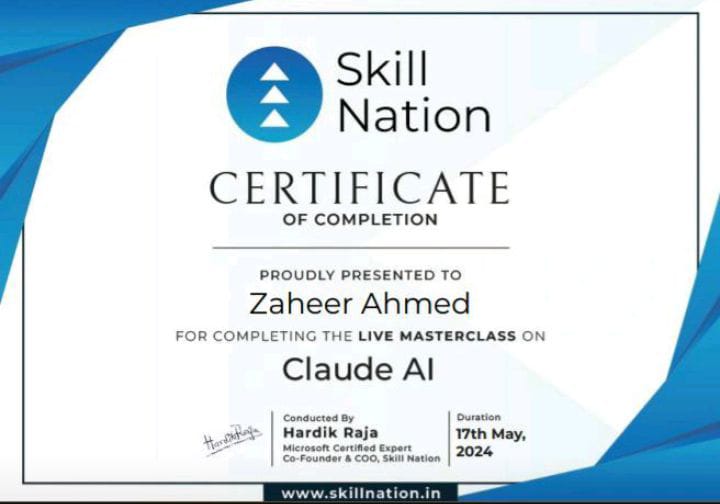 Skill
Nation
CERTIFICATE
OF COMPLETION
PROUDLY PRESENTED TO
Zaheer Ahmed
FOR COMPLETING THE LIVE MASTERCLASS ON
Claude AI
HardikRaja
Conducted By
Hardik Raja
Microsoft Certified Expert
Co-Founder & COO, Skill Nation
Duration
17th May,
2024
www.skillnation.in